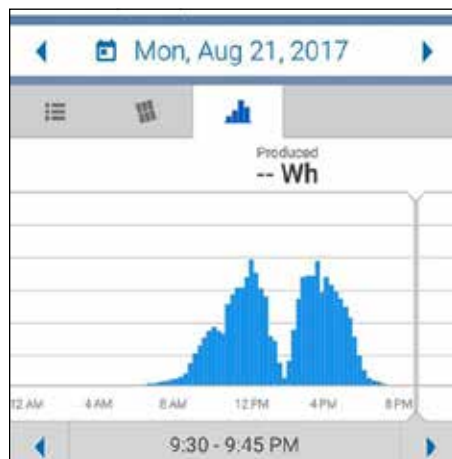 Mon, Aug 21, 2017
Produced
-- Wh
12 AM 4 AM 8 AM 12 PM 4 PM 8 PM
9:30 - 9:45 PM